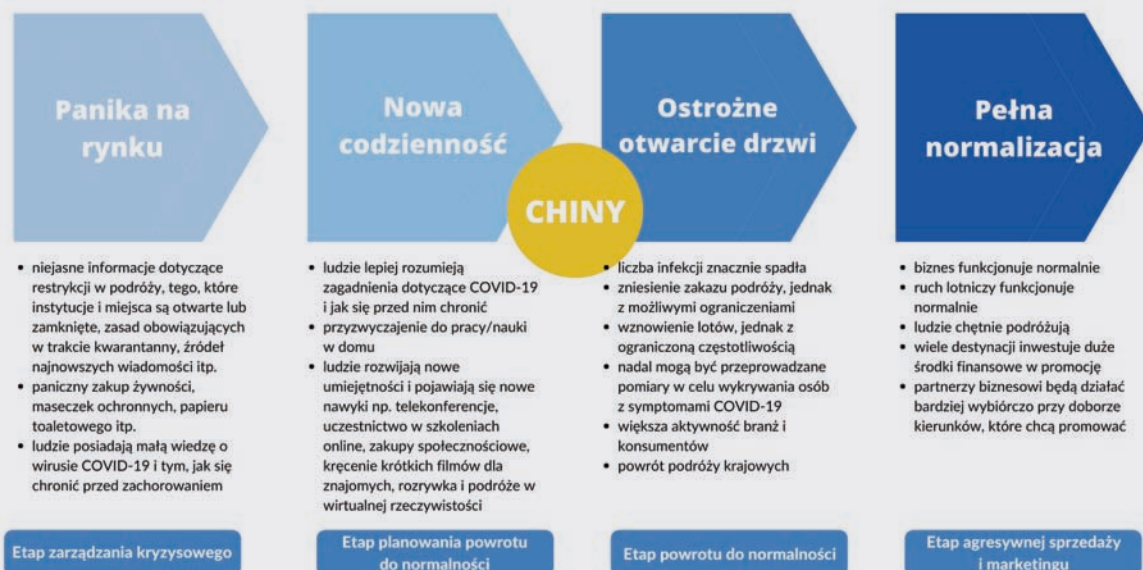 Panika na
rynku
Nowa
codzienność
CHINY
Ostrożne
otwarcie drzwi
Pełna
normalizacja
• niejasne informacje dotyczące
restrykcji w podróży, tego, które
instytucje i miejsca są otwarte lub
zamknięte, zasad obowiązujących
w trakcie kwarantanny, źródeł
najnowszych wiadomości itp.
• paniczny zakup żywności,
maseczek ochronnych, papieru
toaletowego itp.
• ludzie posiadają małą wiedzę o
wirusie COVID-19 i tym, jak się
chronić przed zachorowaniem
• ludzie lepiej rozumieją
zagadnienia dotyczące COVID-19
i jak się przed nim chronić
• przyzwyczajenie do pracy/nauki
w domu
• ludzie rozwijają nowe
umiejętności i pojawiają się nowe
nawyki np. telekonferencje,
uczestnictwo w szkoleniach
online, zakupy społecznościowe,
kręcenie krótkich filmów dla
znajomych, rozrywka i podróże w
wirtualnej rzeczywistości
• liczba infekcji znacznie spadła
• zniesienie zakazu podróży, jednak
z możliwymi ograniczeniami
• wznowienie lotów, jednak z
ograniczoną częstotliwością
• nadal mogą być przeprowadzane
pomiary w celu wykrywania osób
z symptomami COVID-19
• większa aktywność branż i
konsumentów
• powrót podróży krajowych
• biznes funkcjonuje normalnie
• ruch lotniczy funkcjonuje
normalnie
• ludzie chętnie podróżują
• wiele destynacji inwestuje duże
środki finansowe w promocję
• partnerzy biznesowi będą działać
bardziej wybiórczo przy doborze
kierunków, które chcą promować
Etap zarządzania kryzysowego
Etap planowania powrotu
do normalności
Etap powrotu do normalności
Etap agresywnej sprzedaży
i marketingu